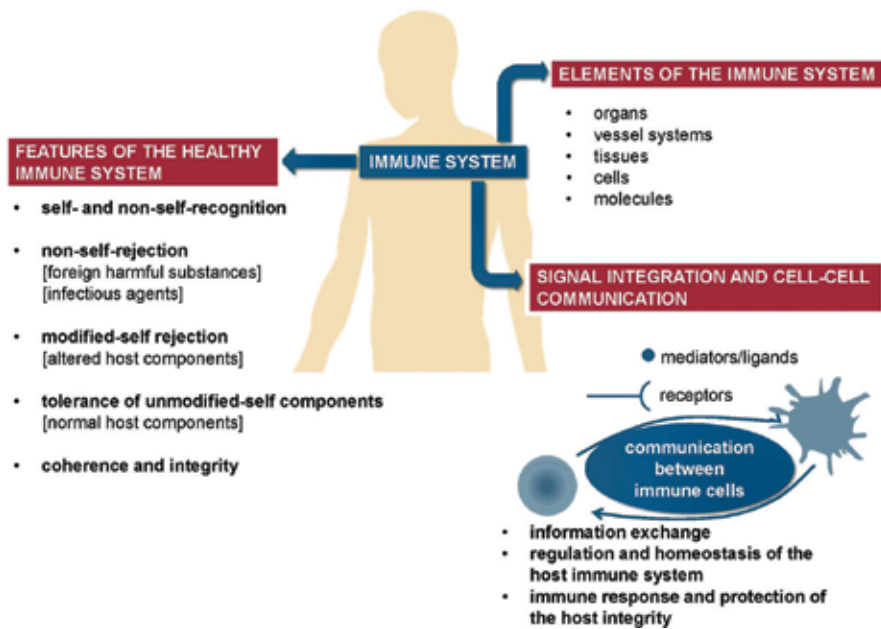 ELEMENTS OF THE IMMUNE SYSTEM
• organs
• vessel systems
• tissues
• cells
• molecules
FEATURES OF THE HEALTHY
IMMUNE SYSTEM
IMMUNE SYSTEM
• self- and non-self-recognition
• non-self-rejection
[foreign harmful substances]
[infectious agents]
• modified-self rejection
[altered host components]
• tolerance of unmodified-self components
[normal host components]
• coherence and integrity
SIGNAL INTEGRATION AND CELL-CELL
COMMUNICATION
mediators/ligands
receptors
communication
between
immune cells
• information exchange
• regulation and homeostasis of the
host immune system
• immune response and protection of
the host integrity